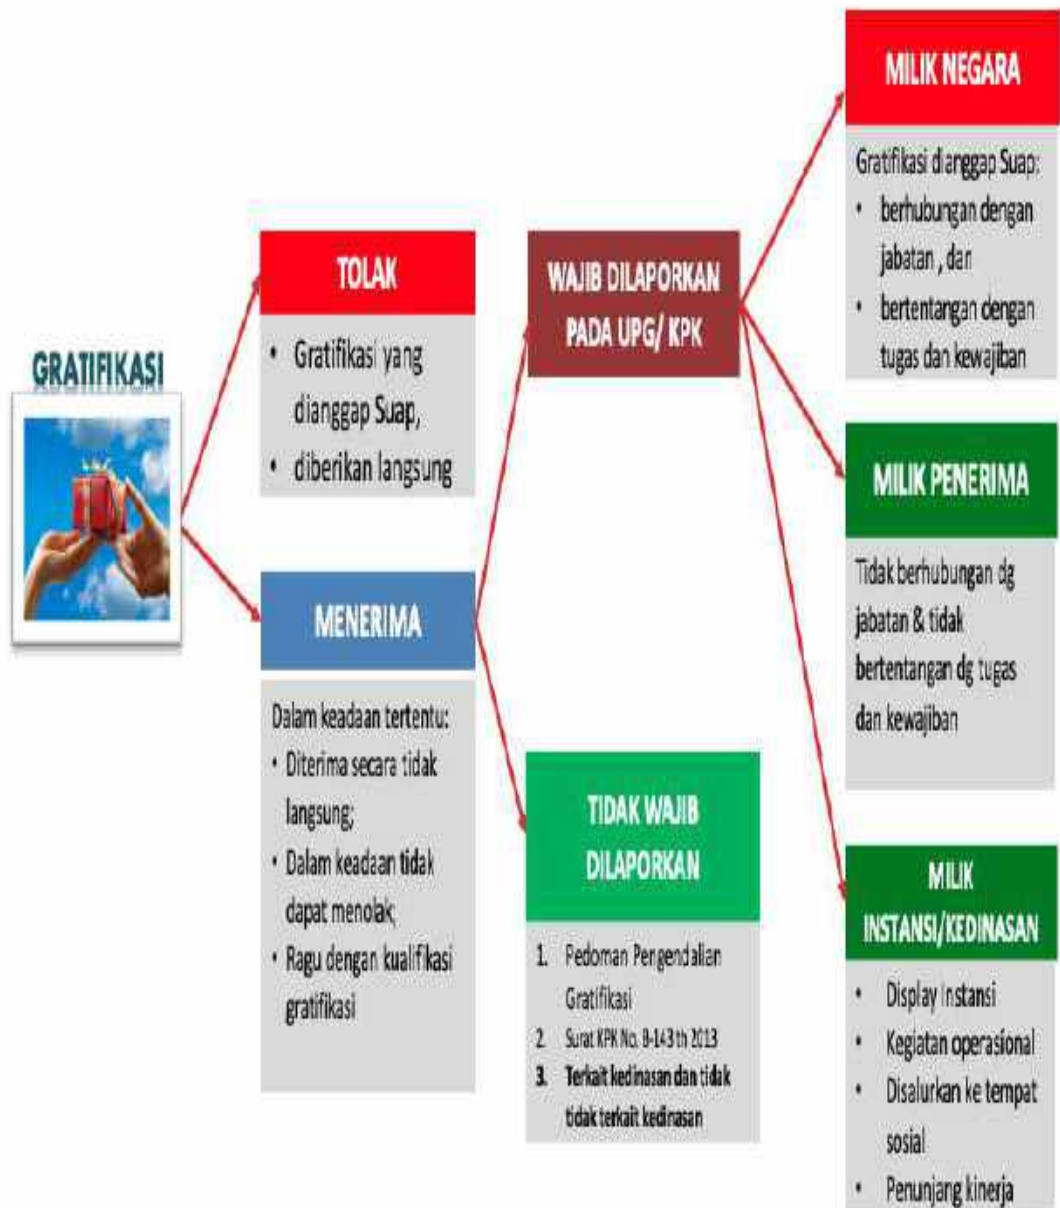 GRATIFIKASI
TOLAK
• Gratifikasi yang
dianggap Suap,
• diberikan langsung
MENERIMA
Dalam keadaan tertentu:
• Diterima secara tidak
langsung;
• Dalam keadaan tidak
dapat menolak;
• Ragu dengan kualifikasi
gratifikasi
WAJIB DILAPORKAN
PADA UPG/ KPK
TIDAK WAJIB
DILAPORKAN
1. Pedoman Pengendalian
Gratifikasi
2. Surat KPK No. B-143 th 2013
3. Terkait kedinasan dan tidak
tidak terkait kedinasan
MILIK NEGARA
Gratifikasi dianggap Suap:
• berhubungan dengan
jabatan , dan
• bertentangan dengan
tugas dan kewajiban
MILIK PENERIMA
Tidak berhubungan dg
jabatan & tidak
bertentangan dg tugas
dan kewajiban
MILIK
INSTANSI/KEDINASAN
• Display Instansi
• Kegiatan operasional
• Disalurkan ke tempat
sosial
• Penunjang kinerja